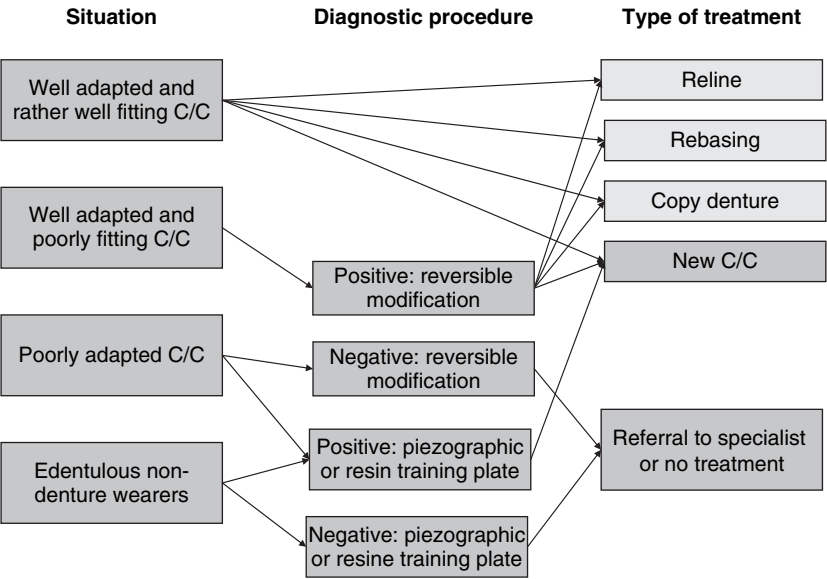 Situation
Diagnostic procedure
Type of treatment
Well adapted and
rather well fitting C/C
Well adapted and
poorly fitting C/C
Poorly adapted C/C
Edentulous non-
denture wearers
Positive: reversible
modification
Negative: reversible
modification
Positive: piezographic
or resin training plate
Negative: piezographic
or resine training plate
Reline
Rebasing
Copy denture
New C/C
Referral to specialist
or no treatment